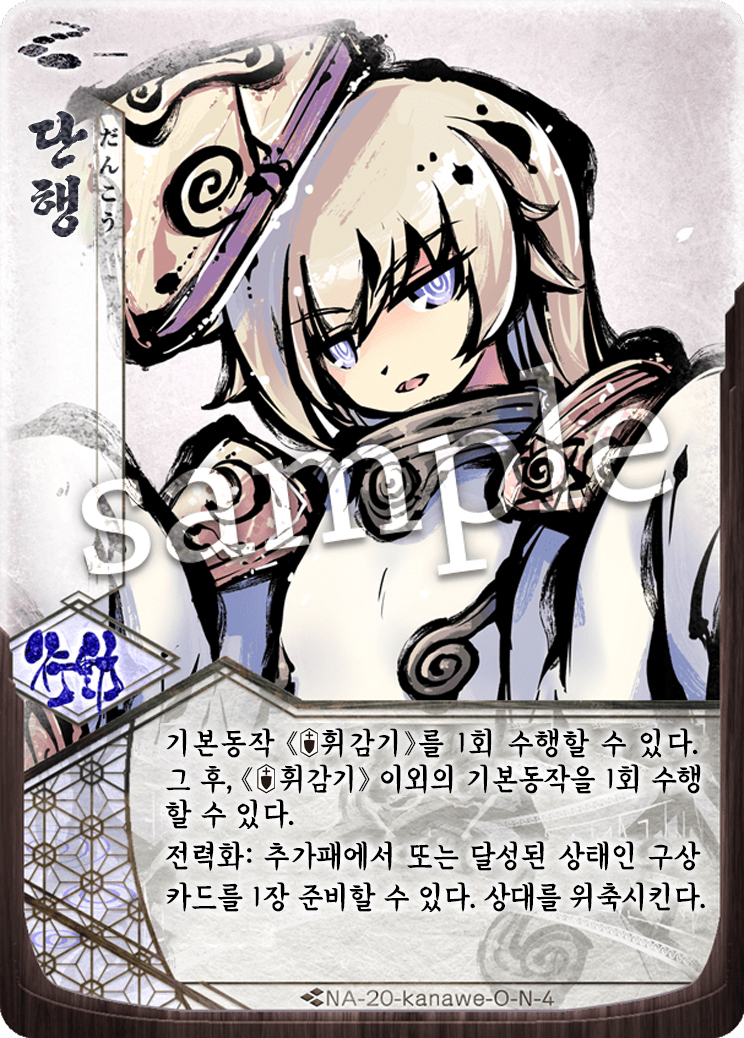 단행
だんこう
sample
行動
기본동작 《휘감기》를 1회 수행할 수 있다.
그 후, 《휘감기》 이외의 기본동작을 1회 수행
할 수 있다.
전력화: 추가패에서 또는 달성된 상태인 구상
카드를 1장 준비할 수 있다. 상대를 위축시킨다.
NA-20-kanawe-O-N-4